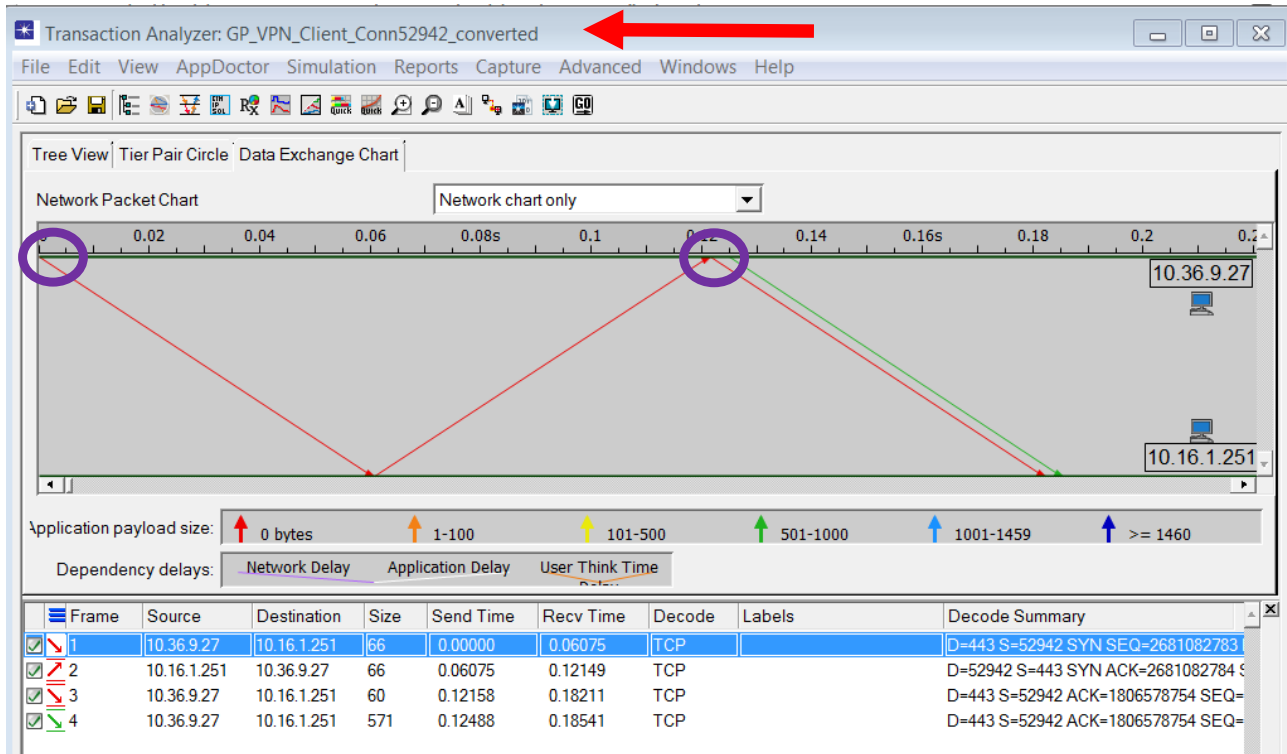 Transaction Analyzer: GP_VPN_Client_Conn52942_converted
File Edit View AppDoctor Simulation Reports Capture Advanced Windows Help
Tree View Tier Pair Circle Data Exchange Chart
Network Packet Chart Network chart only
0.02 0.04 0.06 0.08s 0.1 0.12 0.14 0.16s 0.18 0.2
10.36.9.27
10.16.1.251
Application payload size: 0 bytes 1-100 101-500 501-1000 1001-1459 >= 1460
Dependency delays: Network Delay Application Delay User Think Time
Frame Source Destination Size Send Time Recv Time Decode Labels Decode Summary
1 10.36.9.27 10.16.1.251 66 0.00000 0.06075 TCP D=443 S=52942 SYN SEQ=2681082783
2 10.16.1.251 10.36.9.27 66 0.06075 0.12149 TCP D=52942 S=443 SYN ACK=2681082784
3 10.36.9.27 10.16.1.251 60 0.12158 0.18211 TCP D=443 S=52942 ACK=1806578754 SEQ=
4 10.36.9.27 10.16.1.251 571 0.12488 0.18541 TCP D=443 S=52942 ACK=1806578754 SEQ=